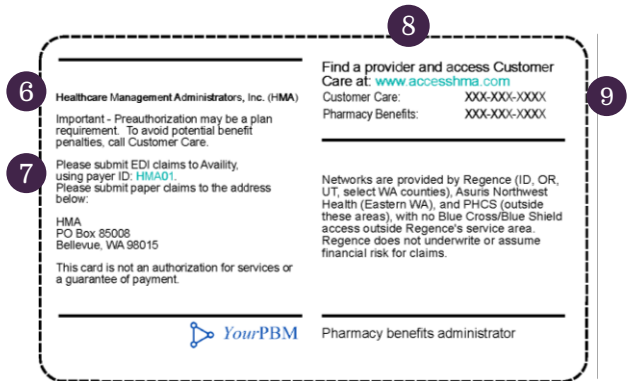 8
6
Healthcare Management Administrators, Inc. (HMA)
Important - Preauthorization may be a plan
requirement. To avoid potential benefit
penalties, call Customer Care.
7
Please submit EDI claims to Availity,
using payer ID: HMA01.
Please submit paper claims to the address
below:
HMA
PO Box 85008
Bellevue, WA 98015
This card is not an authorization for services or
a guarantee of payment.
YourPBM
Find a provider and access Customer
Care at: www.accesshma.com
9
Customer Care: XXX-XXX-XXXX
Pharmacy Benefits: XXX-XXX-XXXX
Networks are provided by Regence (ID, OR,
UT, select WA counties), Asuris Northwest
Health (Eastern WA), and PHCS (outside
these areas), with no Blue Cross/Blue Shield
access outside Regence's service area.
Regence does not underwrite or assume
financial risk for claims.
Pharmacy benefits administrator